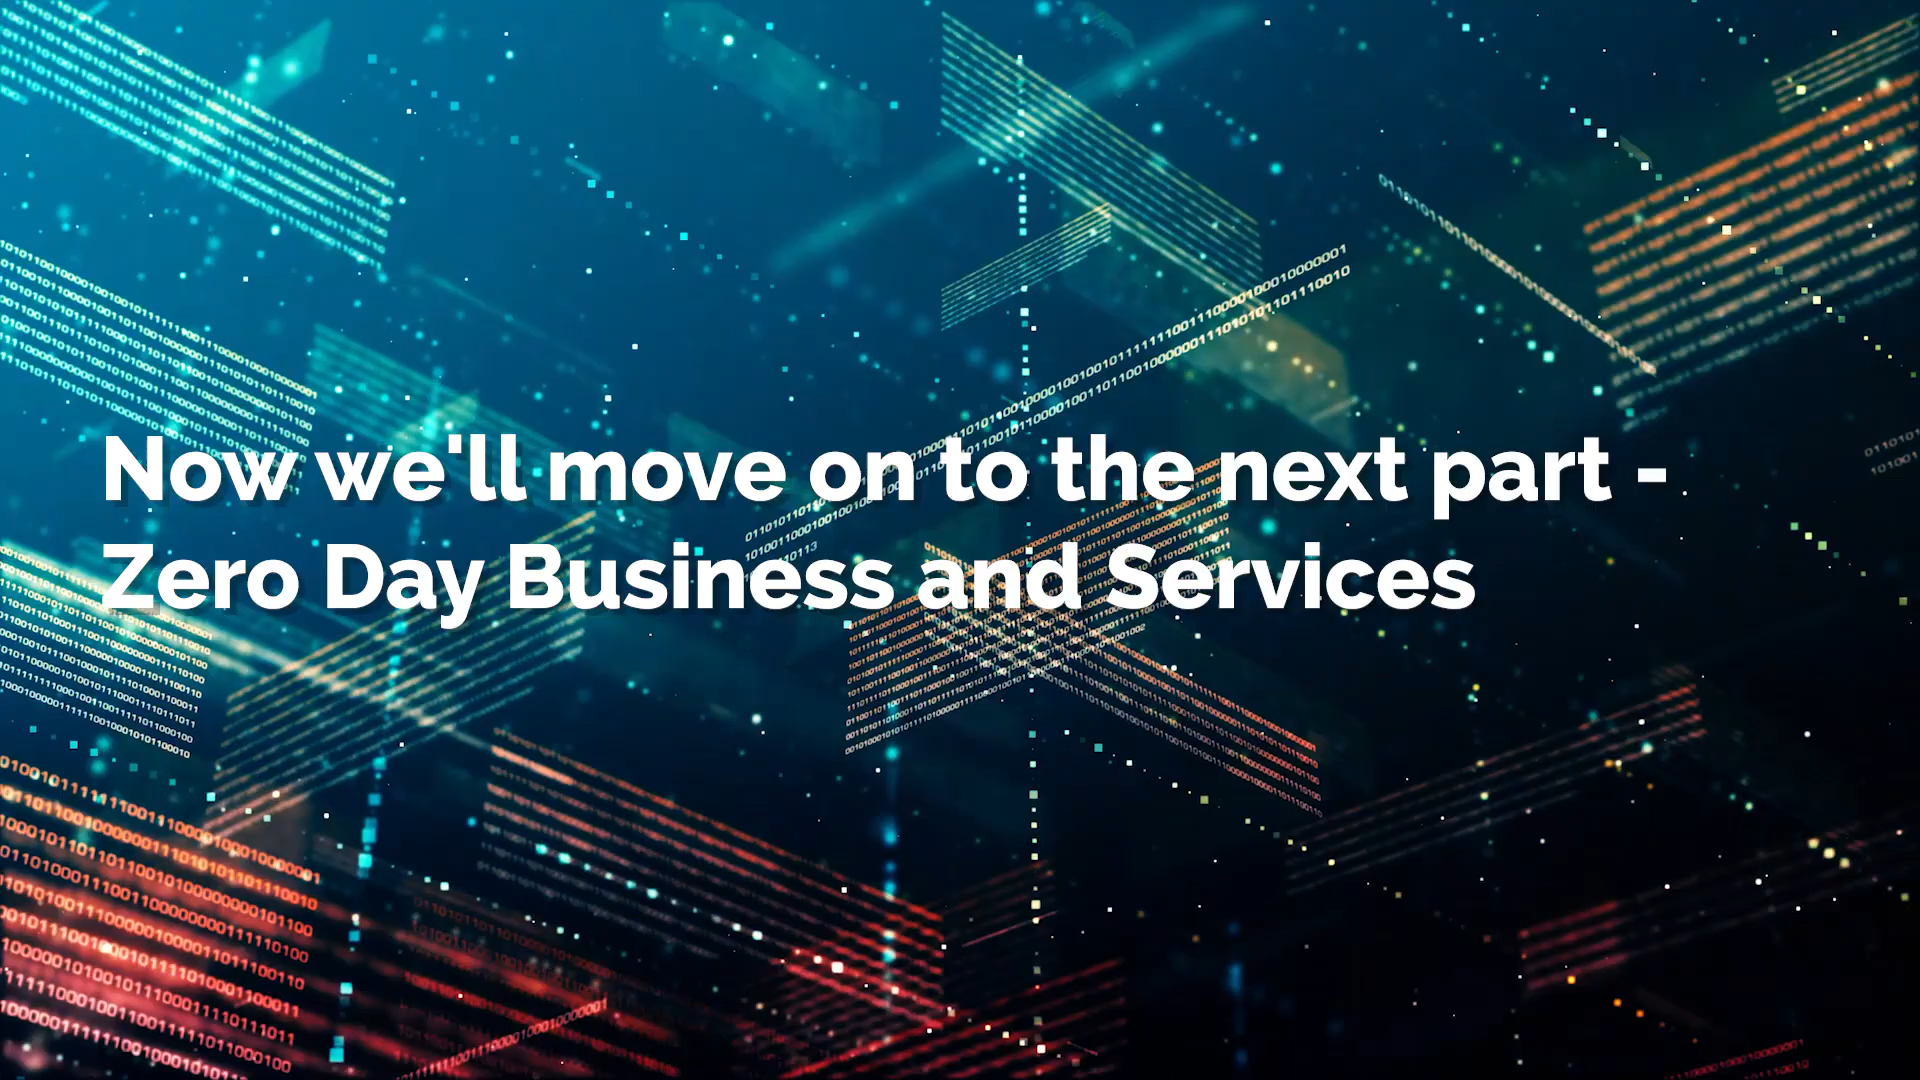 Now we'll move on to the next part -
Zero Day Business and Services